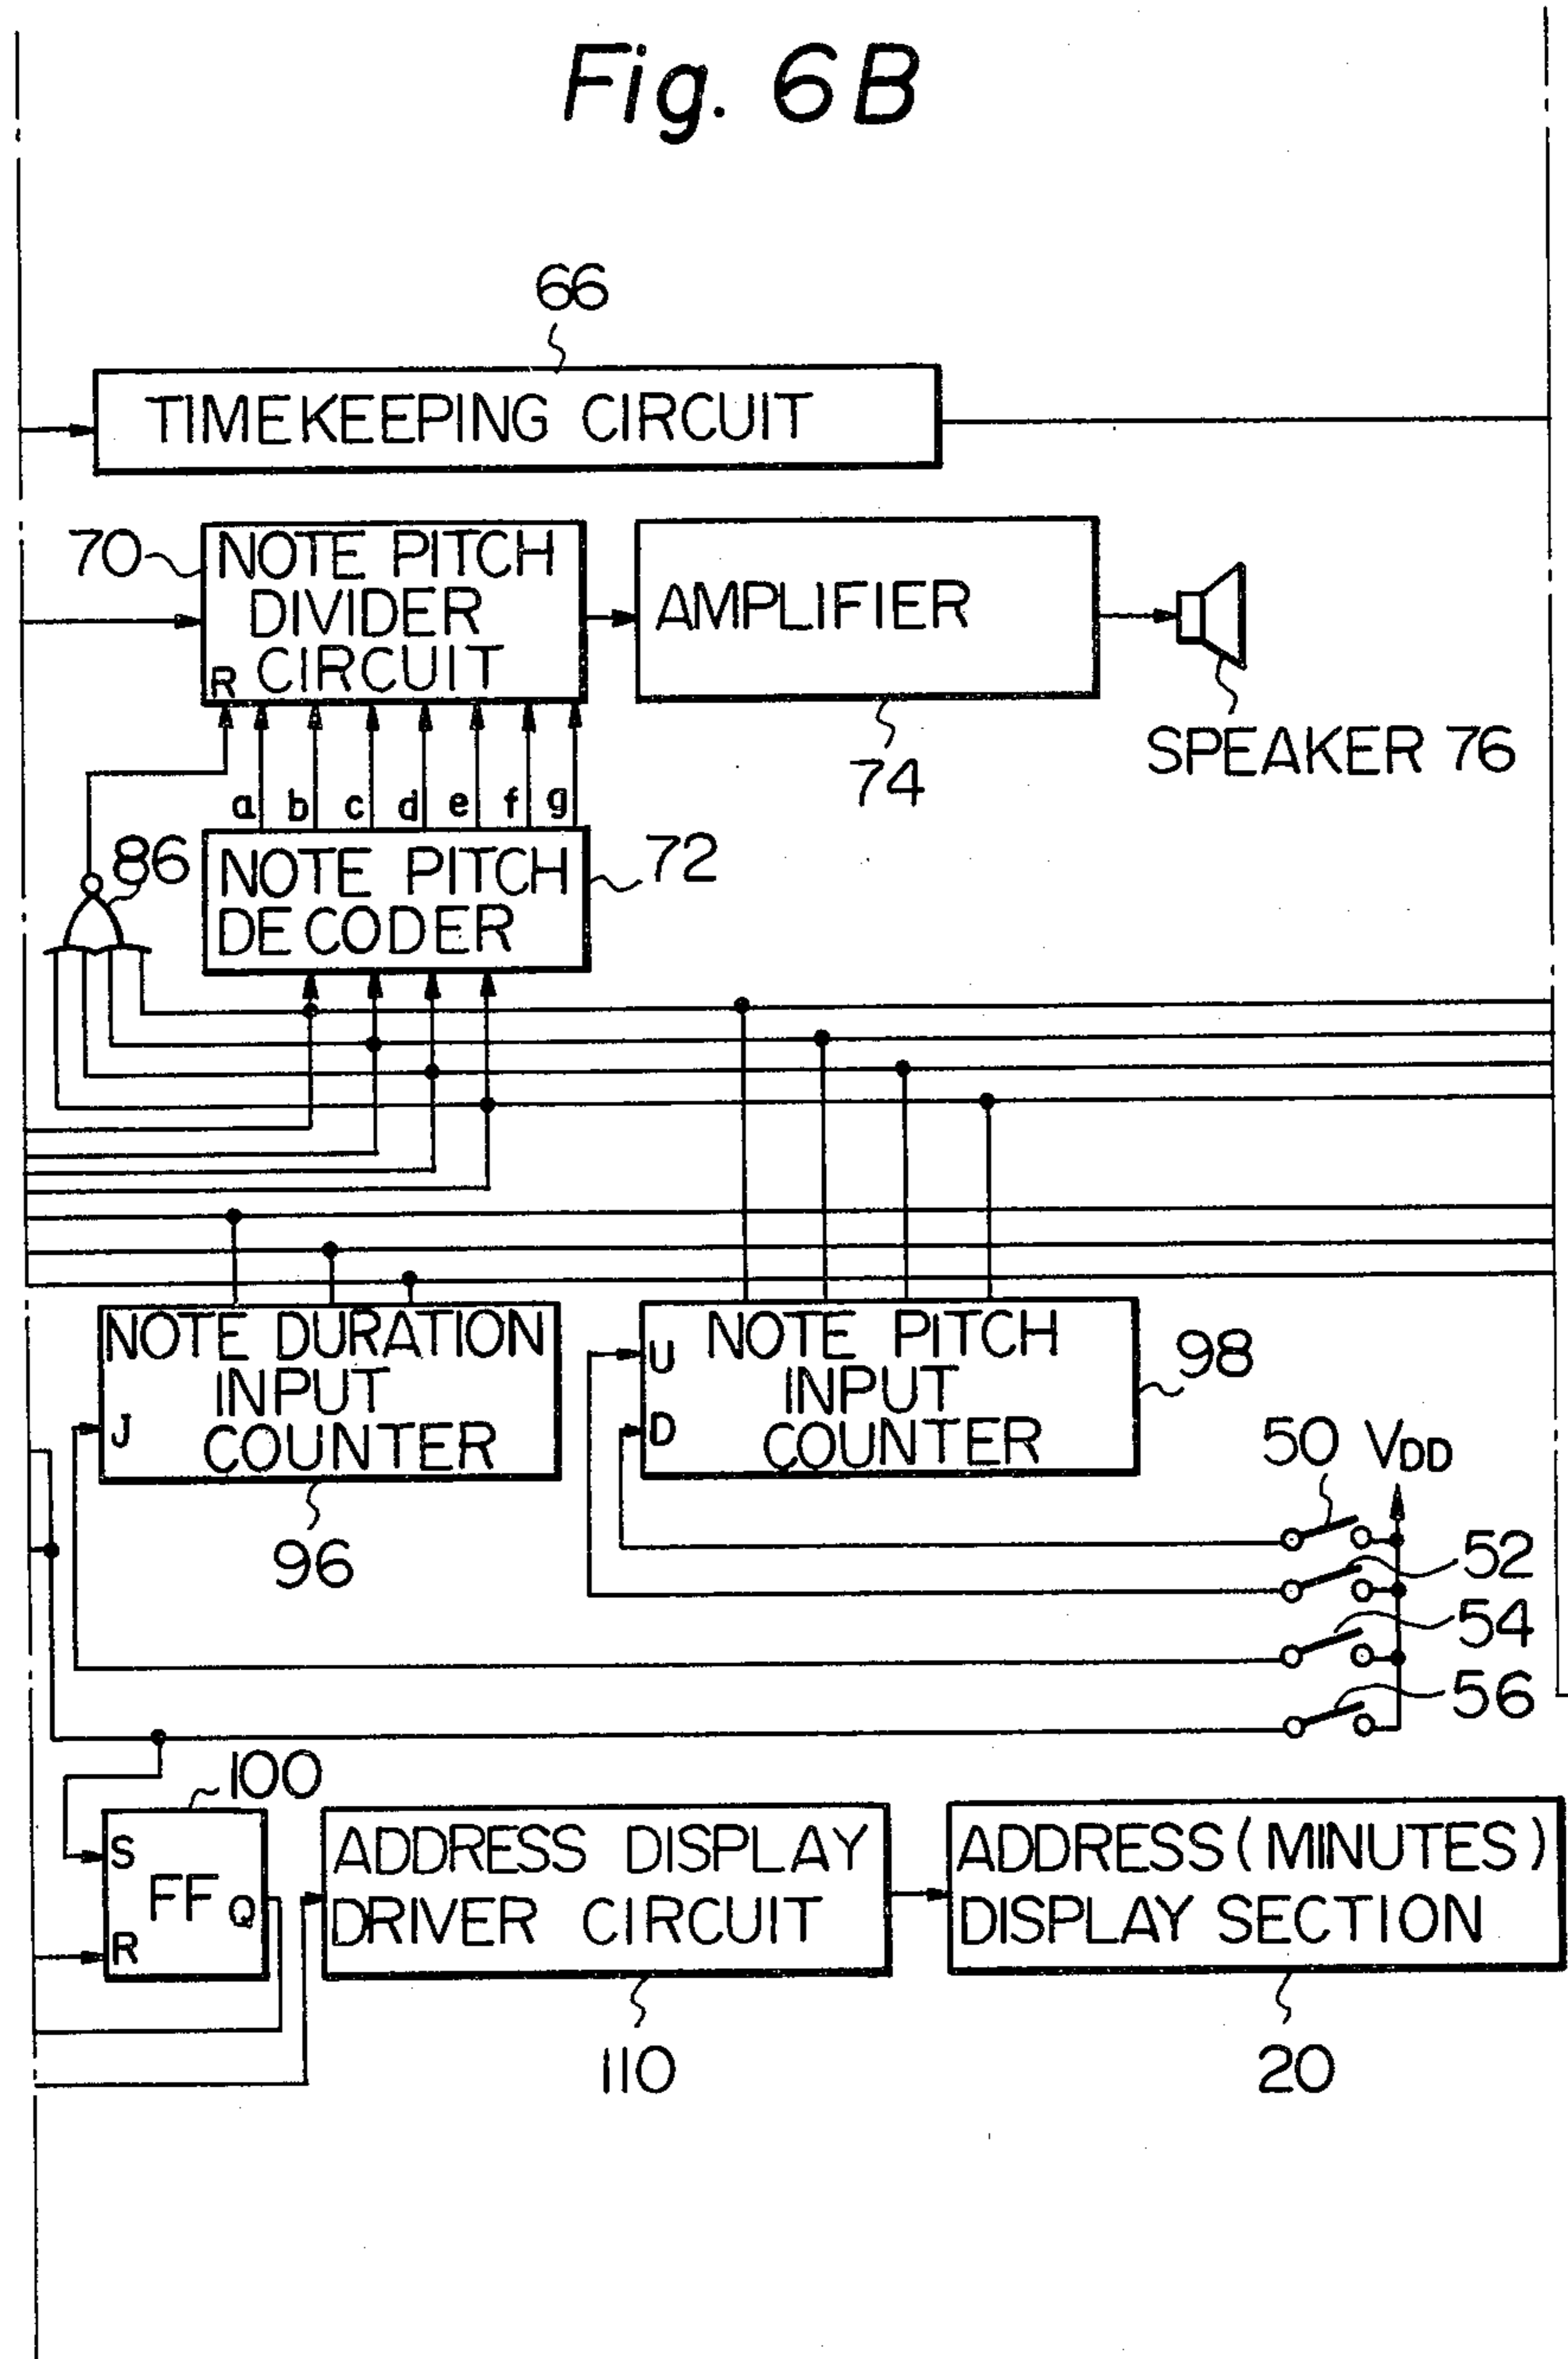 Fig. 6B
66
TIMEKEEPING CIRCUIT
70
NOTE PITCH
DIVIDER
CIRCUIT
R
AMPLIFIER
74
SPEAKER 76
a b c d e f g
86
NOTE PITCH
DECODER
72
NOTE DURATION
INPUT
COUNTER
J
96
U
D
NOTE PITCH
INPUT
COUNTER
98
50 VDD
52
54
56
100
S
FF Q
R
ADDRESS DISPLAY
DRIVER CIRCUIT
110
ADDRESS (MINUTES)
DISPLAY SECTION
20